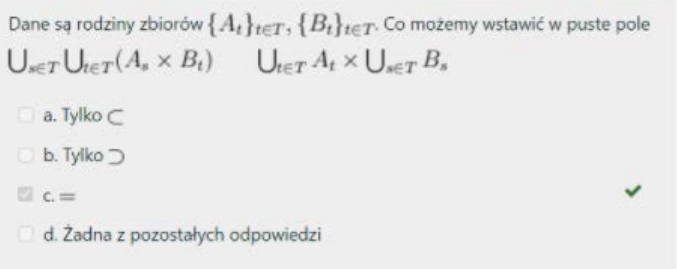 Dane są rodziny zbiorów {A_t}_{t∈T}, {B_t}_{t∈T}. Co możemy wstawić w puste pole
⋃_{s∈T} ⋃_{t∈T} (A_s × B_t)  ⋃_{t∈T} A_t × ⋃_{s∈T} B_s
a. Tylko ⊂
b. Tylko ⊃
c. =
d. Żadna z pozostałych odpowiedzi